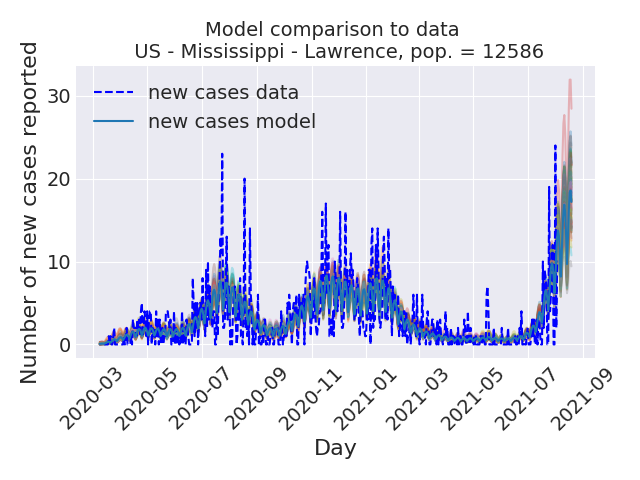 Model comparison to data
US - Mississippi - Lawrence, pop. = 12586
Number of new cases reported
30
20
10
0
new cases data
new cases model
2020-03
2020-05
2020-07
2020-09
2020-11
2021-01
2021-03
2021-05
2021-07
2021-09
Day